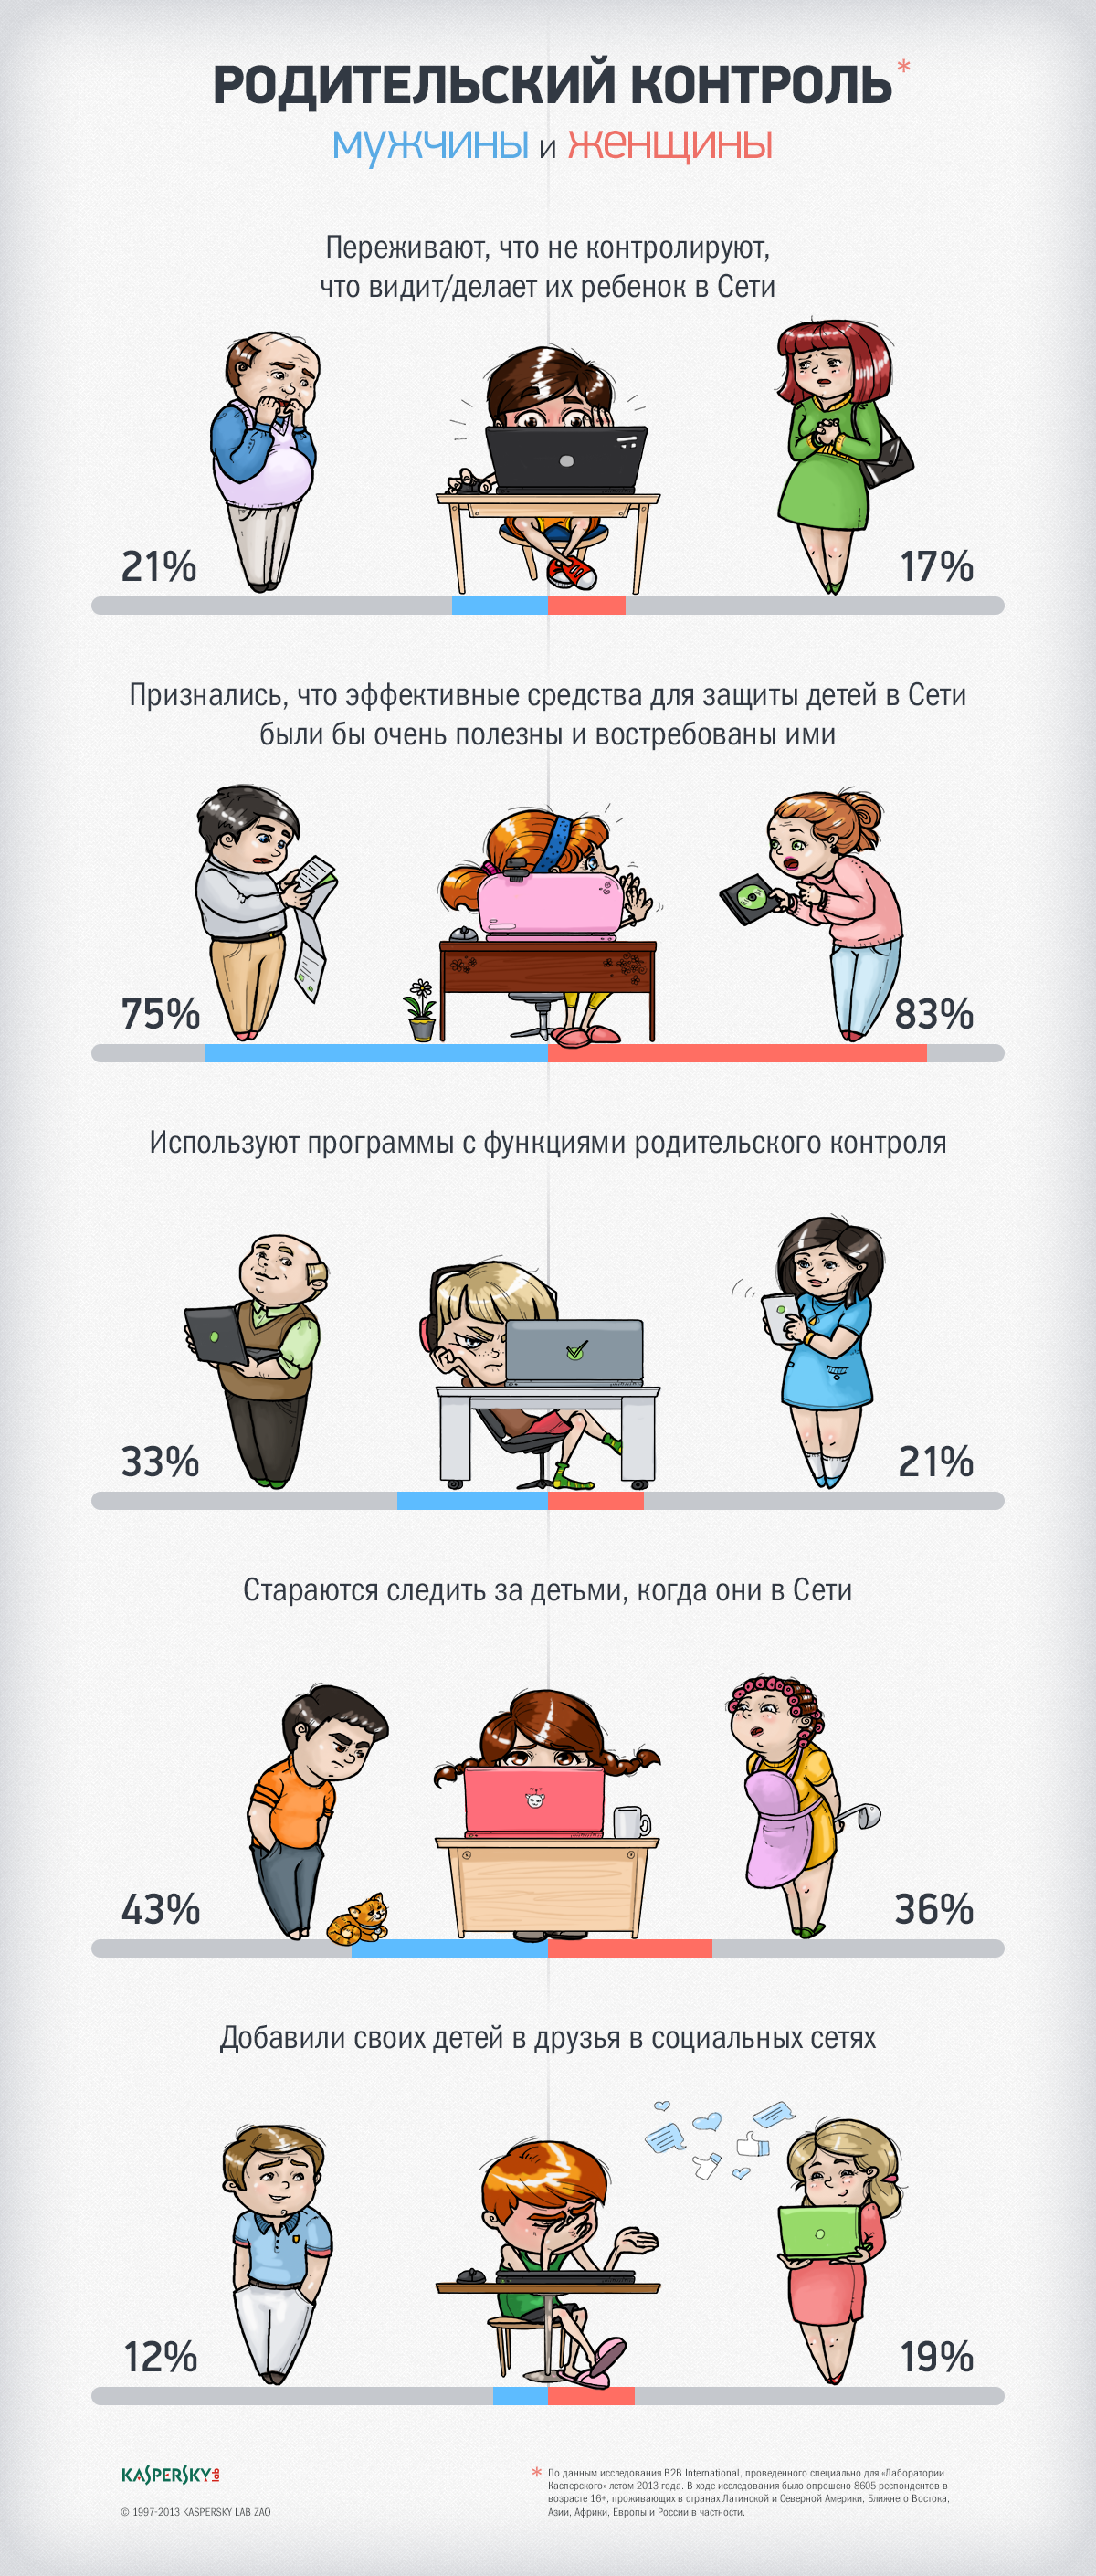 РОДИТЕЛЬСКИЙ КОНТРОЛЬ*
мужчины и женщины
Переживают, что не контролируют,
что видит/делает их ребенок в Сети
21%
17%
Признались, что эффективные средства для защиты детей в Сети
были бы очень полезны и востребованы ими
75%
83%
Используют программы с функциями родительского контроля
33%
21%
Стараются следить за детьми, когда они в Сети
43%
36%
Добавили своих детей в друзья в социальных сетях
12%
19%
KASPERSKY lab
© 1997-2013 KASPERSKY LAB ZAO
* По данным исследования B2B International, проведенного специально для «Лаборатории
Касперского» летом 2013 года. В ходе исследования было опрошено 8605 респондентов в
возрасте 16+, проживающих в странах Латинской и Северной Америки, Ближнего Востока,
Азии, Африки, Европы и России в частности.